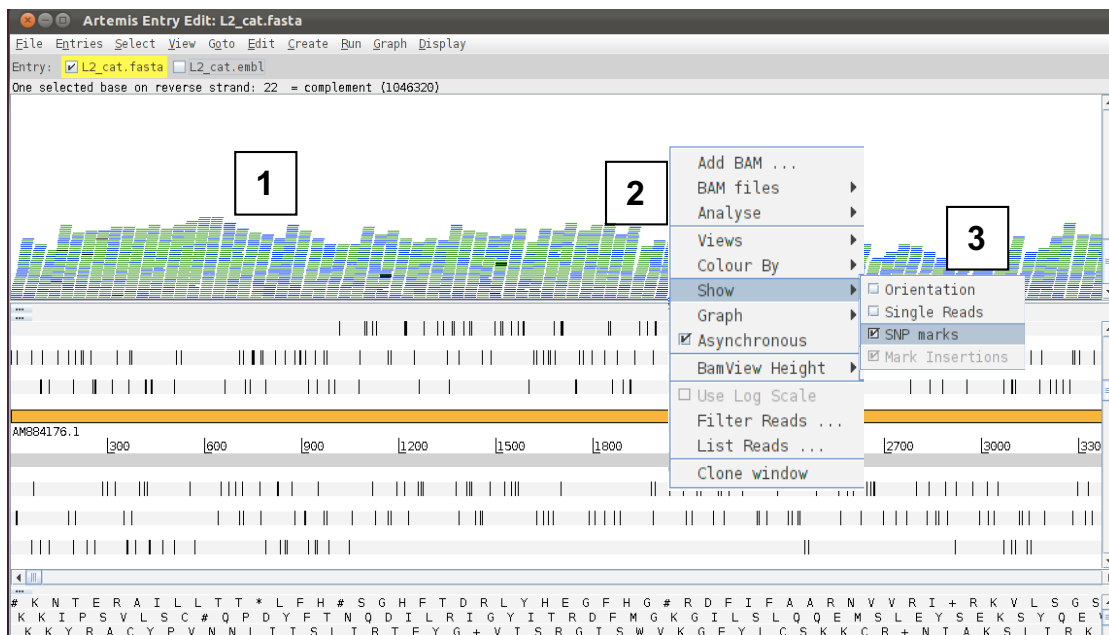 Artemis Entry Edit: L2_cat.fasta
File Entries Select View Goto Edit Create Run Graph Display
Entry: L2_cat.fasta L2_cat.embl
One selected base on reverse strand: 22 = complement (1046320)
1
2
3
Add BAM ...
BAM files
Analyse
Views
Colour By
Show
Graph
Asynchronous
BamView Height
Use Log Scale
Filter Reads ...
List Reads ...
Clone window
Orientation
Single Reads
SNP marks
Mark Insertions
AM884176.1
300 600 900 1200 1500 1800 2700 3000 330
# K N T E R A I L L T T * L F H # S G H F T D R L Y H E G F H G # R D F I F A A R N V V R I + R K V L S G S
K K I P S V L S C # Q P D Y F T N Q D I L R I G Y I T R D F M G K G I L S L Q Q E M S L E Y S E K S Y Q E V